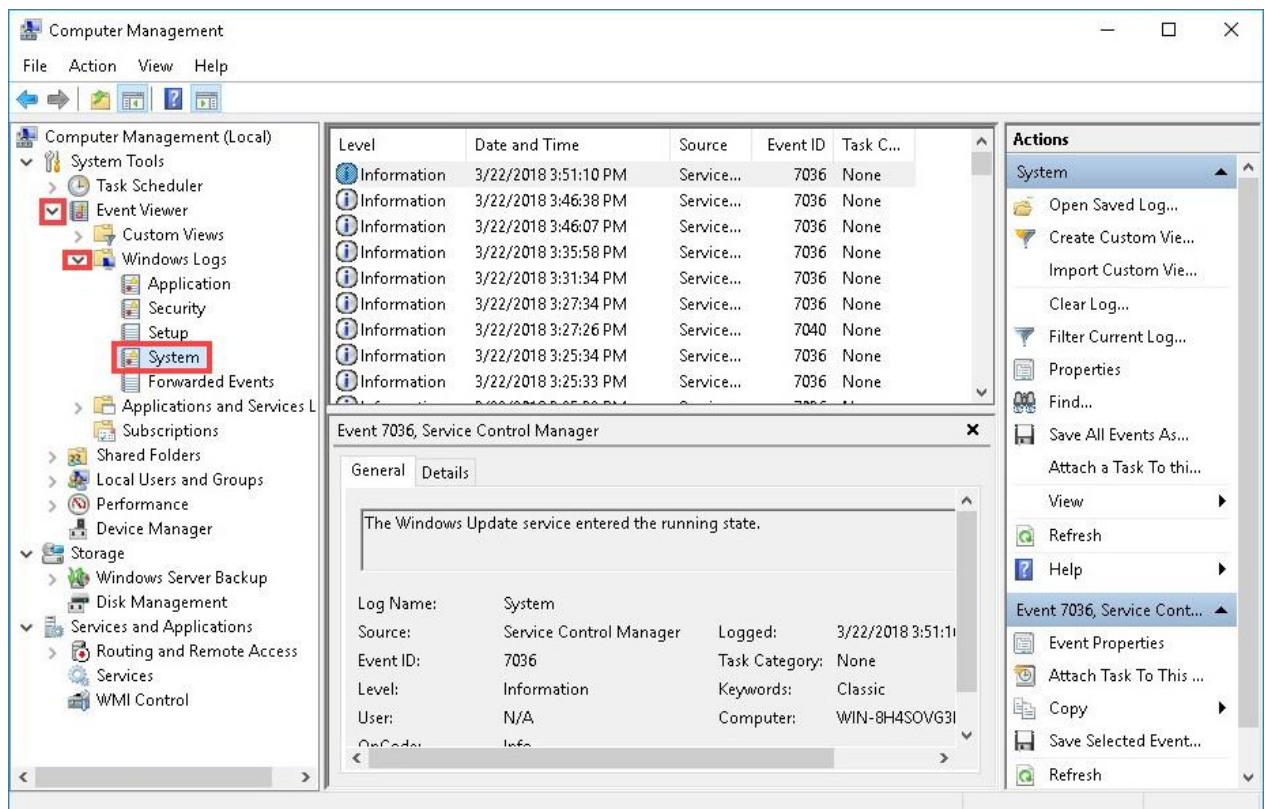 Computer Management
File Action View Help
Computer Management (Local)
System Tools
Task Scheduler
Event Viewer
Custom Views
Windows Logs
Application
Security
Setup
System
Forwarded Events
Applications and Services L
Subscriptions
Shared Folders
Local Users and Groups
Performance
Device Manager
Storage
Windows Server Backup
Disk Management
Services and Applications
Routing and Remote Access
Services
WMI Control
Level Date and Time Source Event ID Task C...
Information 3/22/2018 3:51:10 PM Service... 7036 None
Information 3/22/2018 3:46:38 PM Service... 7036 None
Information 3/22/2018 3:46:07 PM Service... 7036 None
Information 3/22/2018 3:35:58 PM Service... 7036 None
Information 3/22/2018 3:31:34 PM Service... 7036 None
Information 3/22/2018 3:27:34 PM Service... 7036 None
Information 3/22/2018 3:27:26 PM Service... 7040 None
Information 3/22/2018 3:25:34 PM Service... 7036 None
Information 3/22/2018 3:25:33 PM Service... 7036 None
Event 7036, Service Control Manager
General Details
The Windows Update service entered the running state.
Log Name: System
Source: Service Control Manager Logged: 3/22/2018 3:51:1
Event ID: 7036 Task Category: None
Level: Information Keywords: Classic
User: N/A Computer: WIN-8H4SOVG3
OpCode: Info
Actions
System
Open Saved Log...
Create Custom Vie...
Import Custom Vie...
Clear Log...
Filter Current Log...
Properties
Find...
Save All Events As...
Attach a Task To thi...
View
Refresh
Help
Event 7036, Service Cont...
Event Properties
Attach Task To This ...
Copy
Save Selected Event...
Refresh